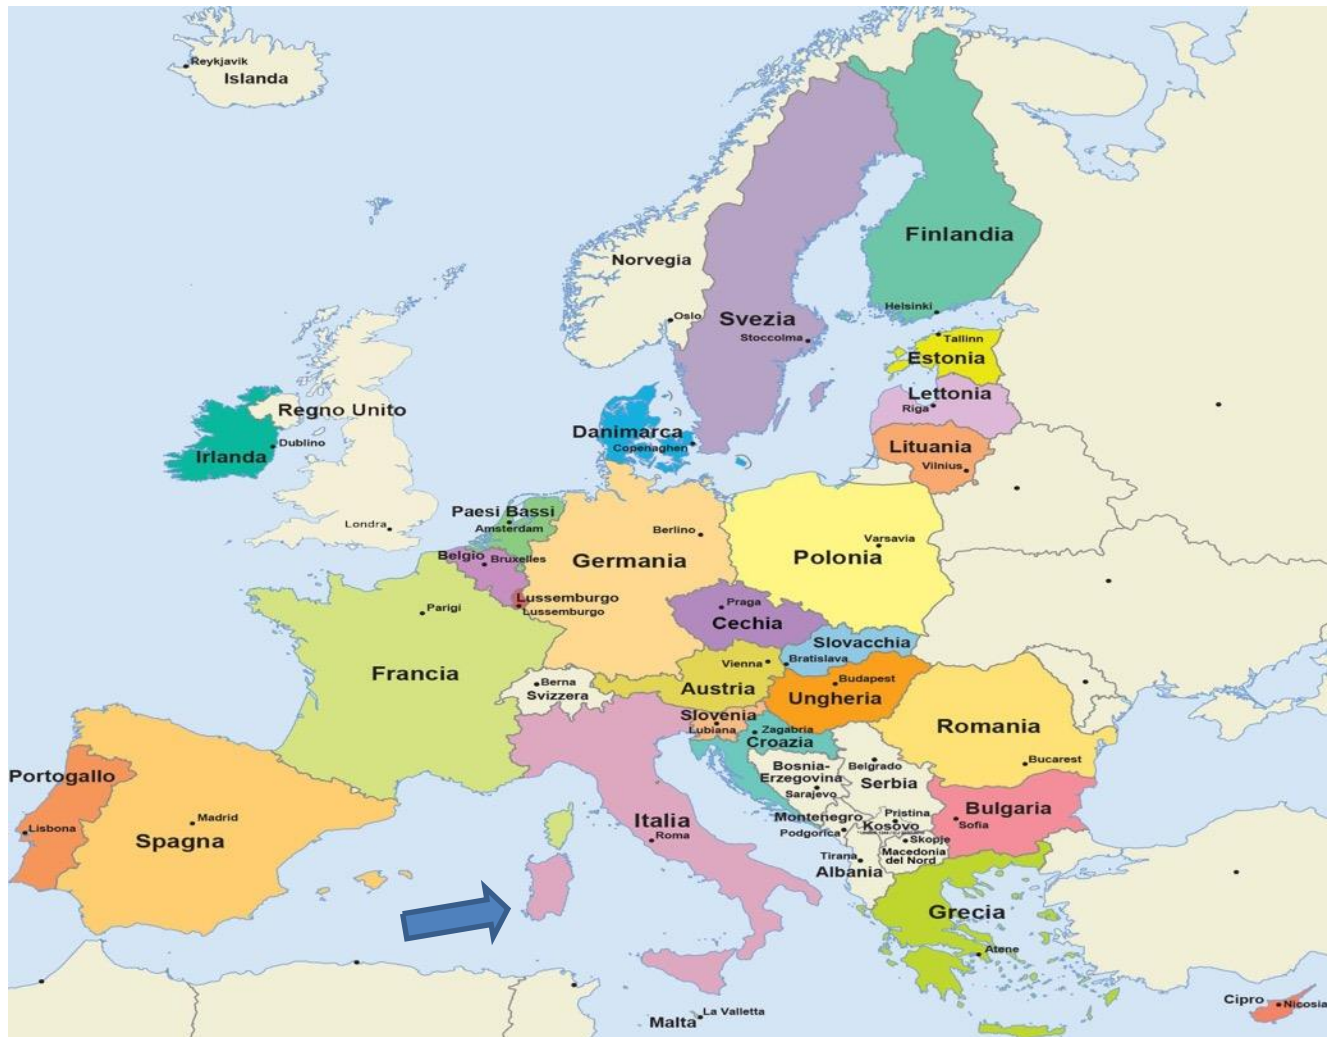 Reykjavik
Islanda
Finlandia
Norvegia
Helsinki
Oslo
Svezia
Stoccolma
Tallinn
Estonia
Lettonia
Riga
Regno Unito
Danimarca
Copenaghen
Dublino
Irlanda
Lituania
Vilnius
Paesi Bassi
Amsterdam
Londra
Berlino
Varsavia
Belgio
Bruxelles
Germania
Polonia
Lussemburgo
Lussemburgo
Parigi
Praga
Cechia
Slovacchia
Francia
Vienna
Bratislava
Berna
Svizzera
Austria
Budapest
Ungheria
Slovenia
Lubiana
Zagabria
Croazia
Romania
Bucarest
Portogallo
Bosnia-
Erzegovina
Sarajevo
Belgrado
Serbia
Madrid
Lisbona
Spagna
Italia
Roma
Montenegro
Podgorica
Pristina
Kosovo
Skopje
Macedonia
del Nord
Bulgaria
Sofia
Tirana
Albania
Grecia
Atene
Cipro
Nicosia
La Valletta
Malta